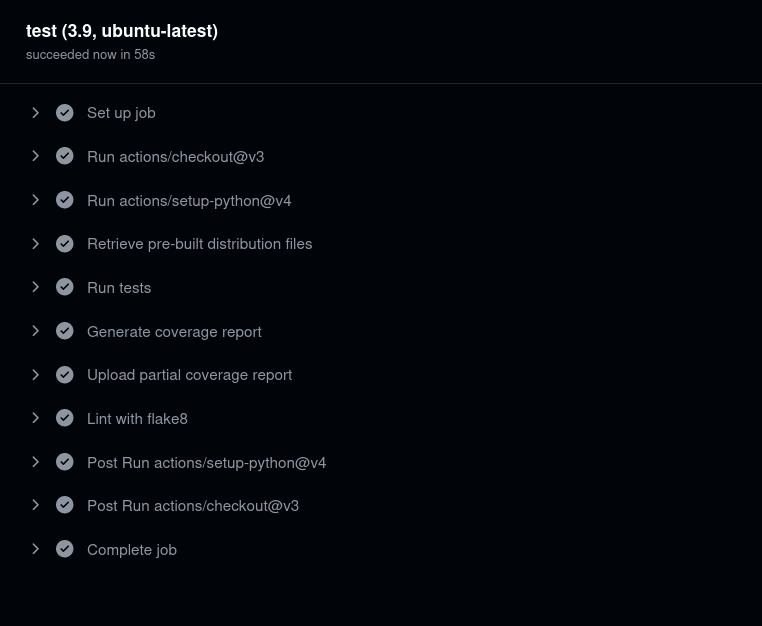 test (3.9, ubuntu-latest)
succeeded now in 58s
Set up job
Run actions/checkout@v3
Run actions/setup-python@v4
Retrieve pre-built distribution files
Run tests
Generate coverage report
Upload partial coverage report
Lint with flake8
Post Run actions/setup-python@v4
Post Run actions/checkout@v3
Complete job